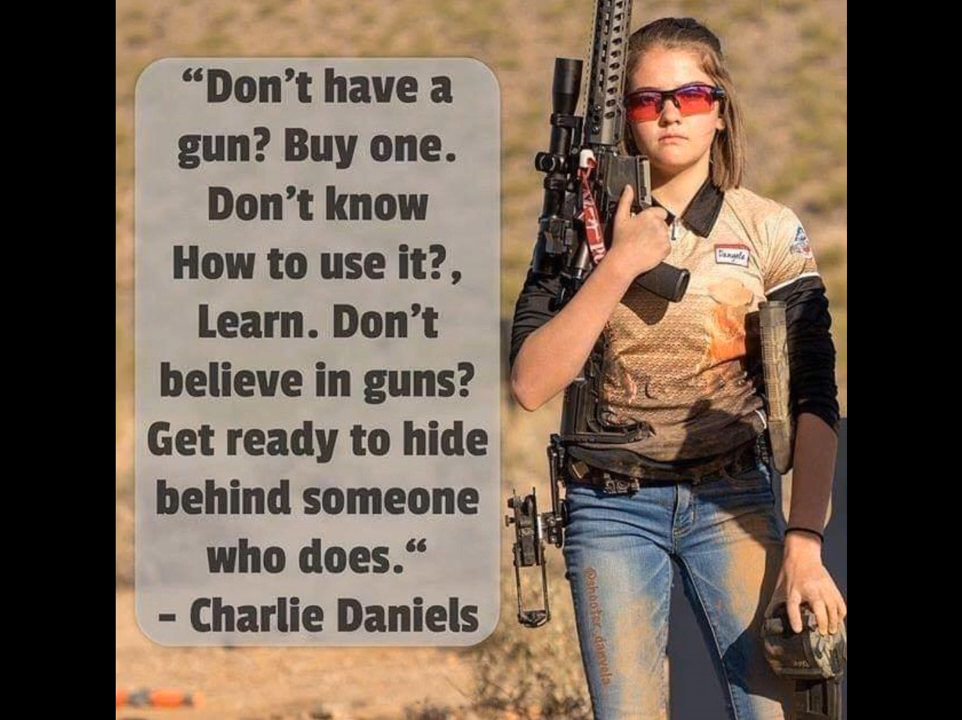 “Don’t have a
gun? Buy one.
Don’t know
How to use it?,
Learn. Don’t
believe in guns?
Get ready to hide
behind someone
who does.“
- Charlie Daniels
@shooter_danyela